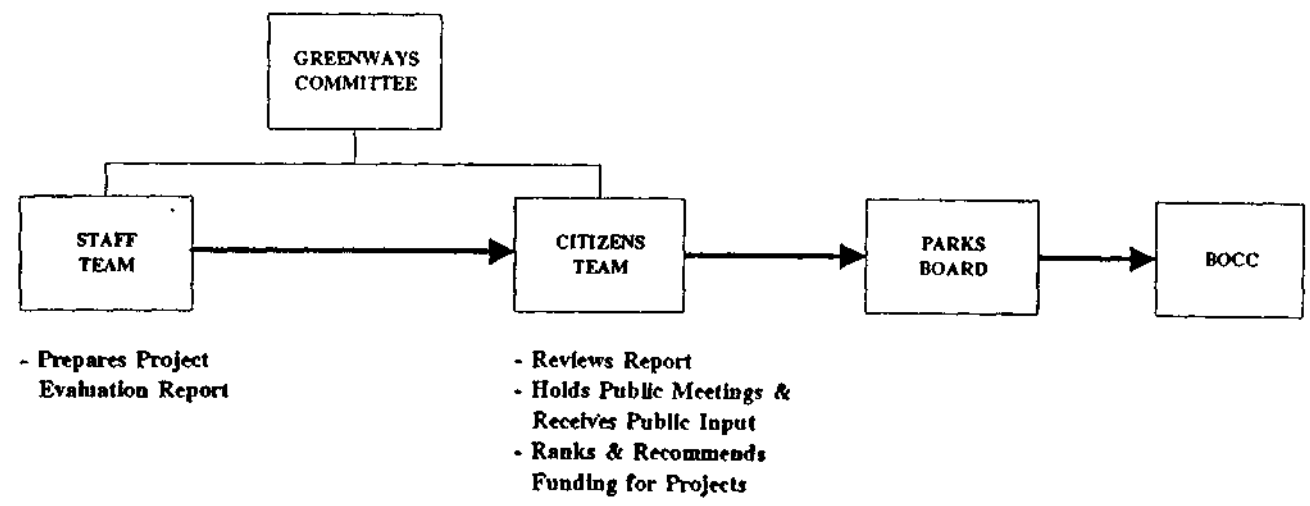 GREENWAYS
COMMITTEE
STAFF
TEAM
CITIZENS
TEAM
PARKS
BOARD
BOCC
- Prepares Project
Evaluation Report
- Reviews Report
- Holds Public Meetings &
Receives Public Input
- Ranks & Recommends
Funding for Projects